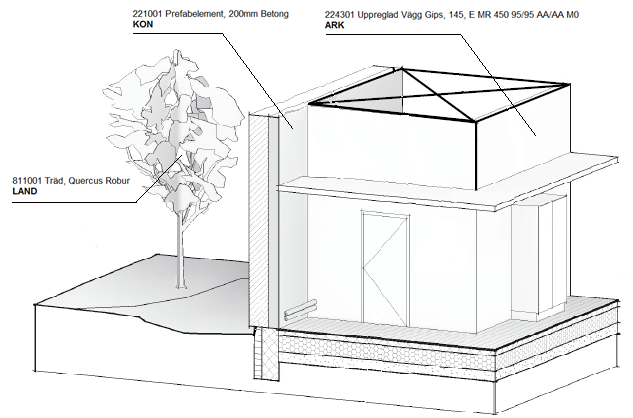 221001 Prefabelement, 200mm Betong
KON
224301 Uppreglad Vägg Gips, 145, E MR 450 95/95 AA/AA M0
ARK
811001 Träd, Quercus Robur
LAND